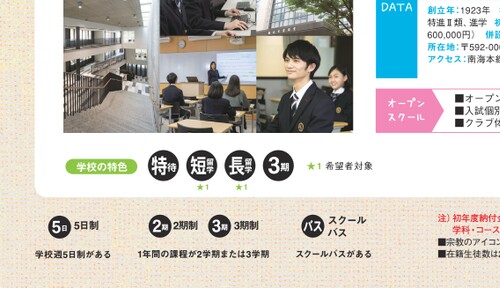 DATA
創立年：1923年
特進Ⅱ類、進学
600,000円）　併設
所在地：〒592-00
アクセス：南海本線
オープン
スクール
■オープン
■入試個別
■クラブ体
学校の特色
特待
短留学
長留学
3期
★1 希望者対象
★1
★1
5日 5日制
2期 2期制
3期 3期制
バス スクール
バス
学校週5日制がある
1年間の課程が2学期または3学期
スクールバスがある
注）初年度納付金
学科・コース
■宗教のアイコ
■在籍生徒数は